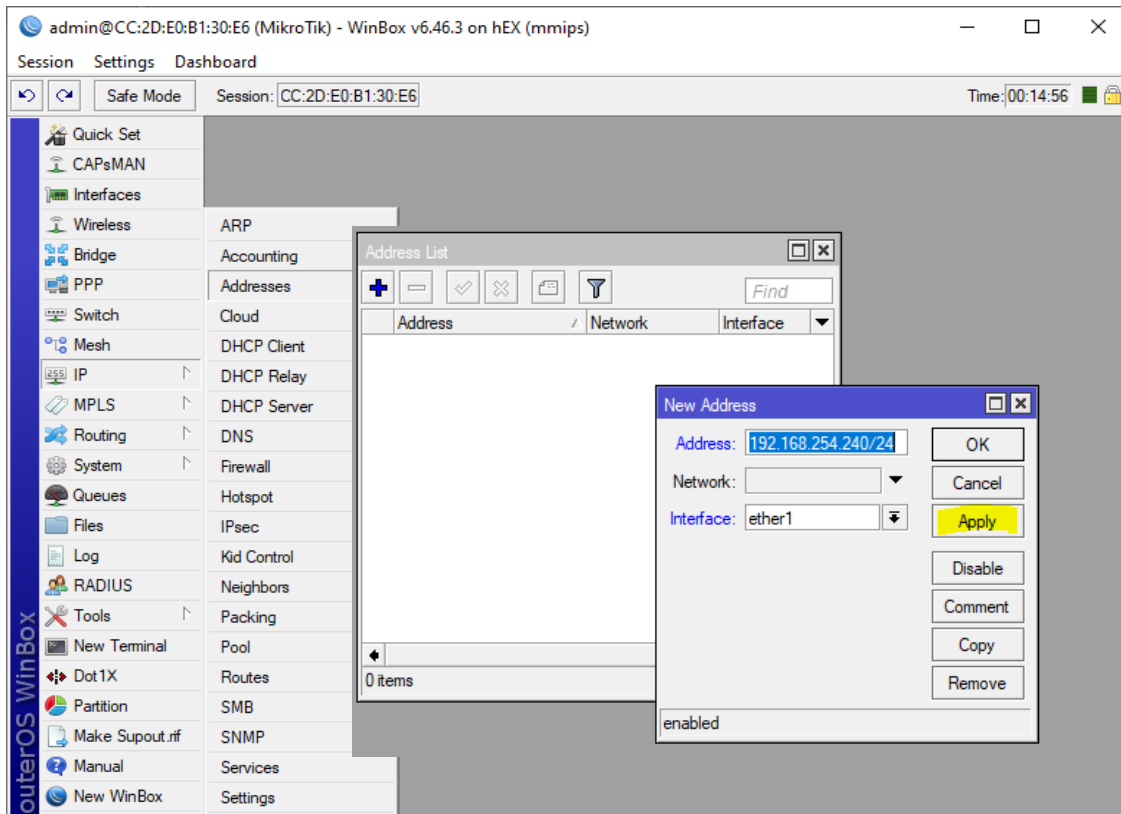 admin@CC:2D:E0:B1:30:E6 (MikroTik) - WinBox v6.46.3 on hEX (mmips)
Session Settings Dashboard
Safe Mode Session: CC:2D:E0:B1:30:E6 Time: 00:14:56
Quick Set
CAPsMAN
Interfaces
Wireless
Bridge
PPP
Switch
Mesh
255 IP
MPLS
Routing
System
Queues
Files
Log
RADIUS
Tools
New Terminal
Dot1X
Partition
Make Supout.rif
Manual
New WinBox
outerOS WinBox
ARP
Accounting
Addresses
Cloud
DHCP Client
DHCP Relay
DHCP Server
DNS
Firewall
Hotspot
IPsec
Kid Control
Neighbors
Packing
Pool
Routes
SMB
SNMP
Services
Settings
Address List
Find
Address Network Interface
0 items
New Address
Address: 192.168.254.240/24
Network:
Interface: ether1
OK
Cancel
Apply
Disable
Comment
Copy
Remove
enabled